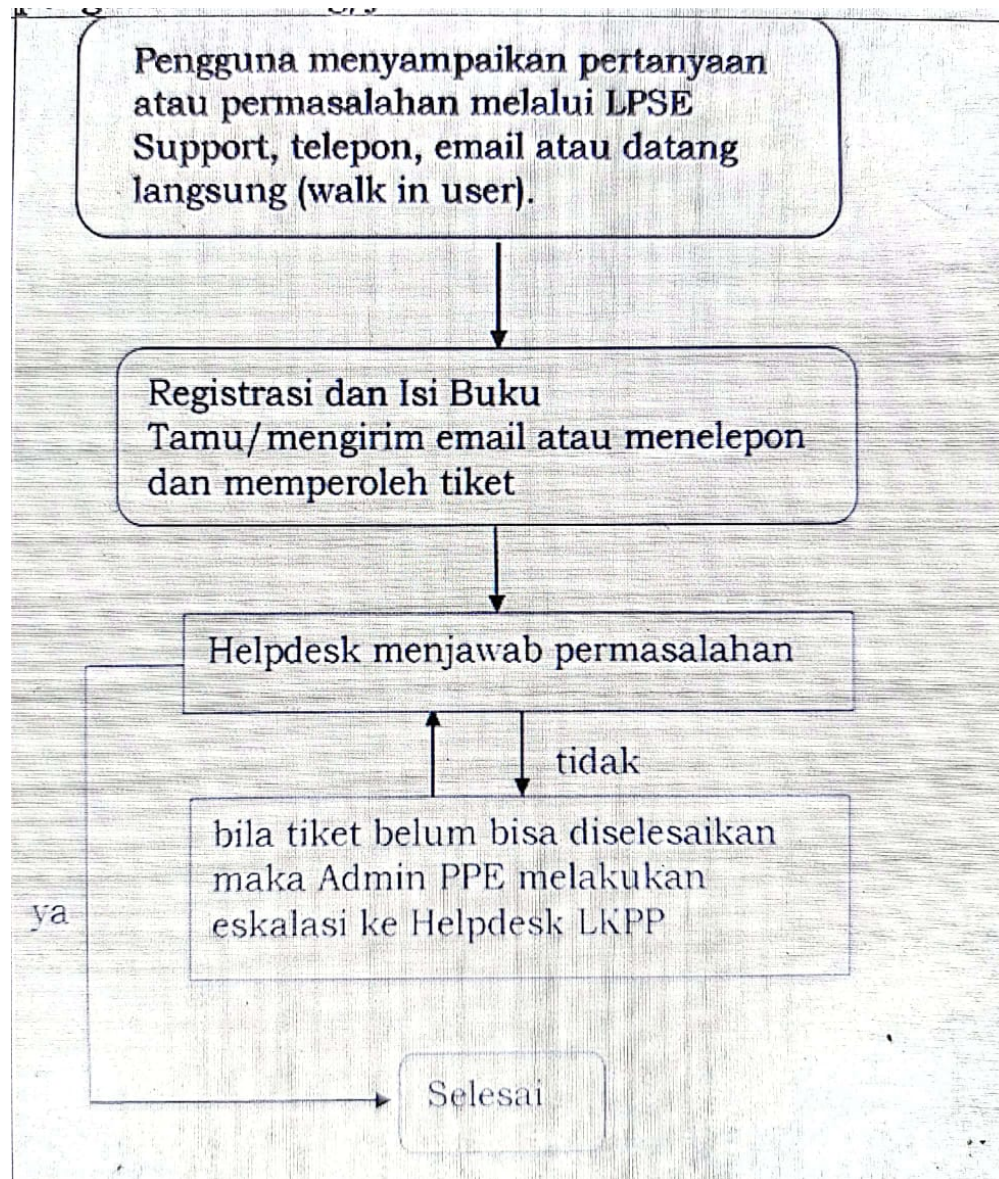 Pengguna menyampaikan pertanyaan
atau permasalahan melalui LPSE
Support, telepon, email atau datang
langsung (walk in user).
Registrasi dan Isi Buku
Tamu/mengirim email atau menelepon
dan memperoleh tiket
Helpdesk menjawab permasalahan
tidak
bila tiket belum bisa diselesaikan
maka Admin PPE melakukan
eskalasi ke Helpdesk LKPP
ya
Selesai